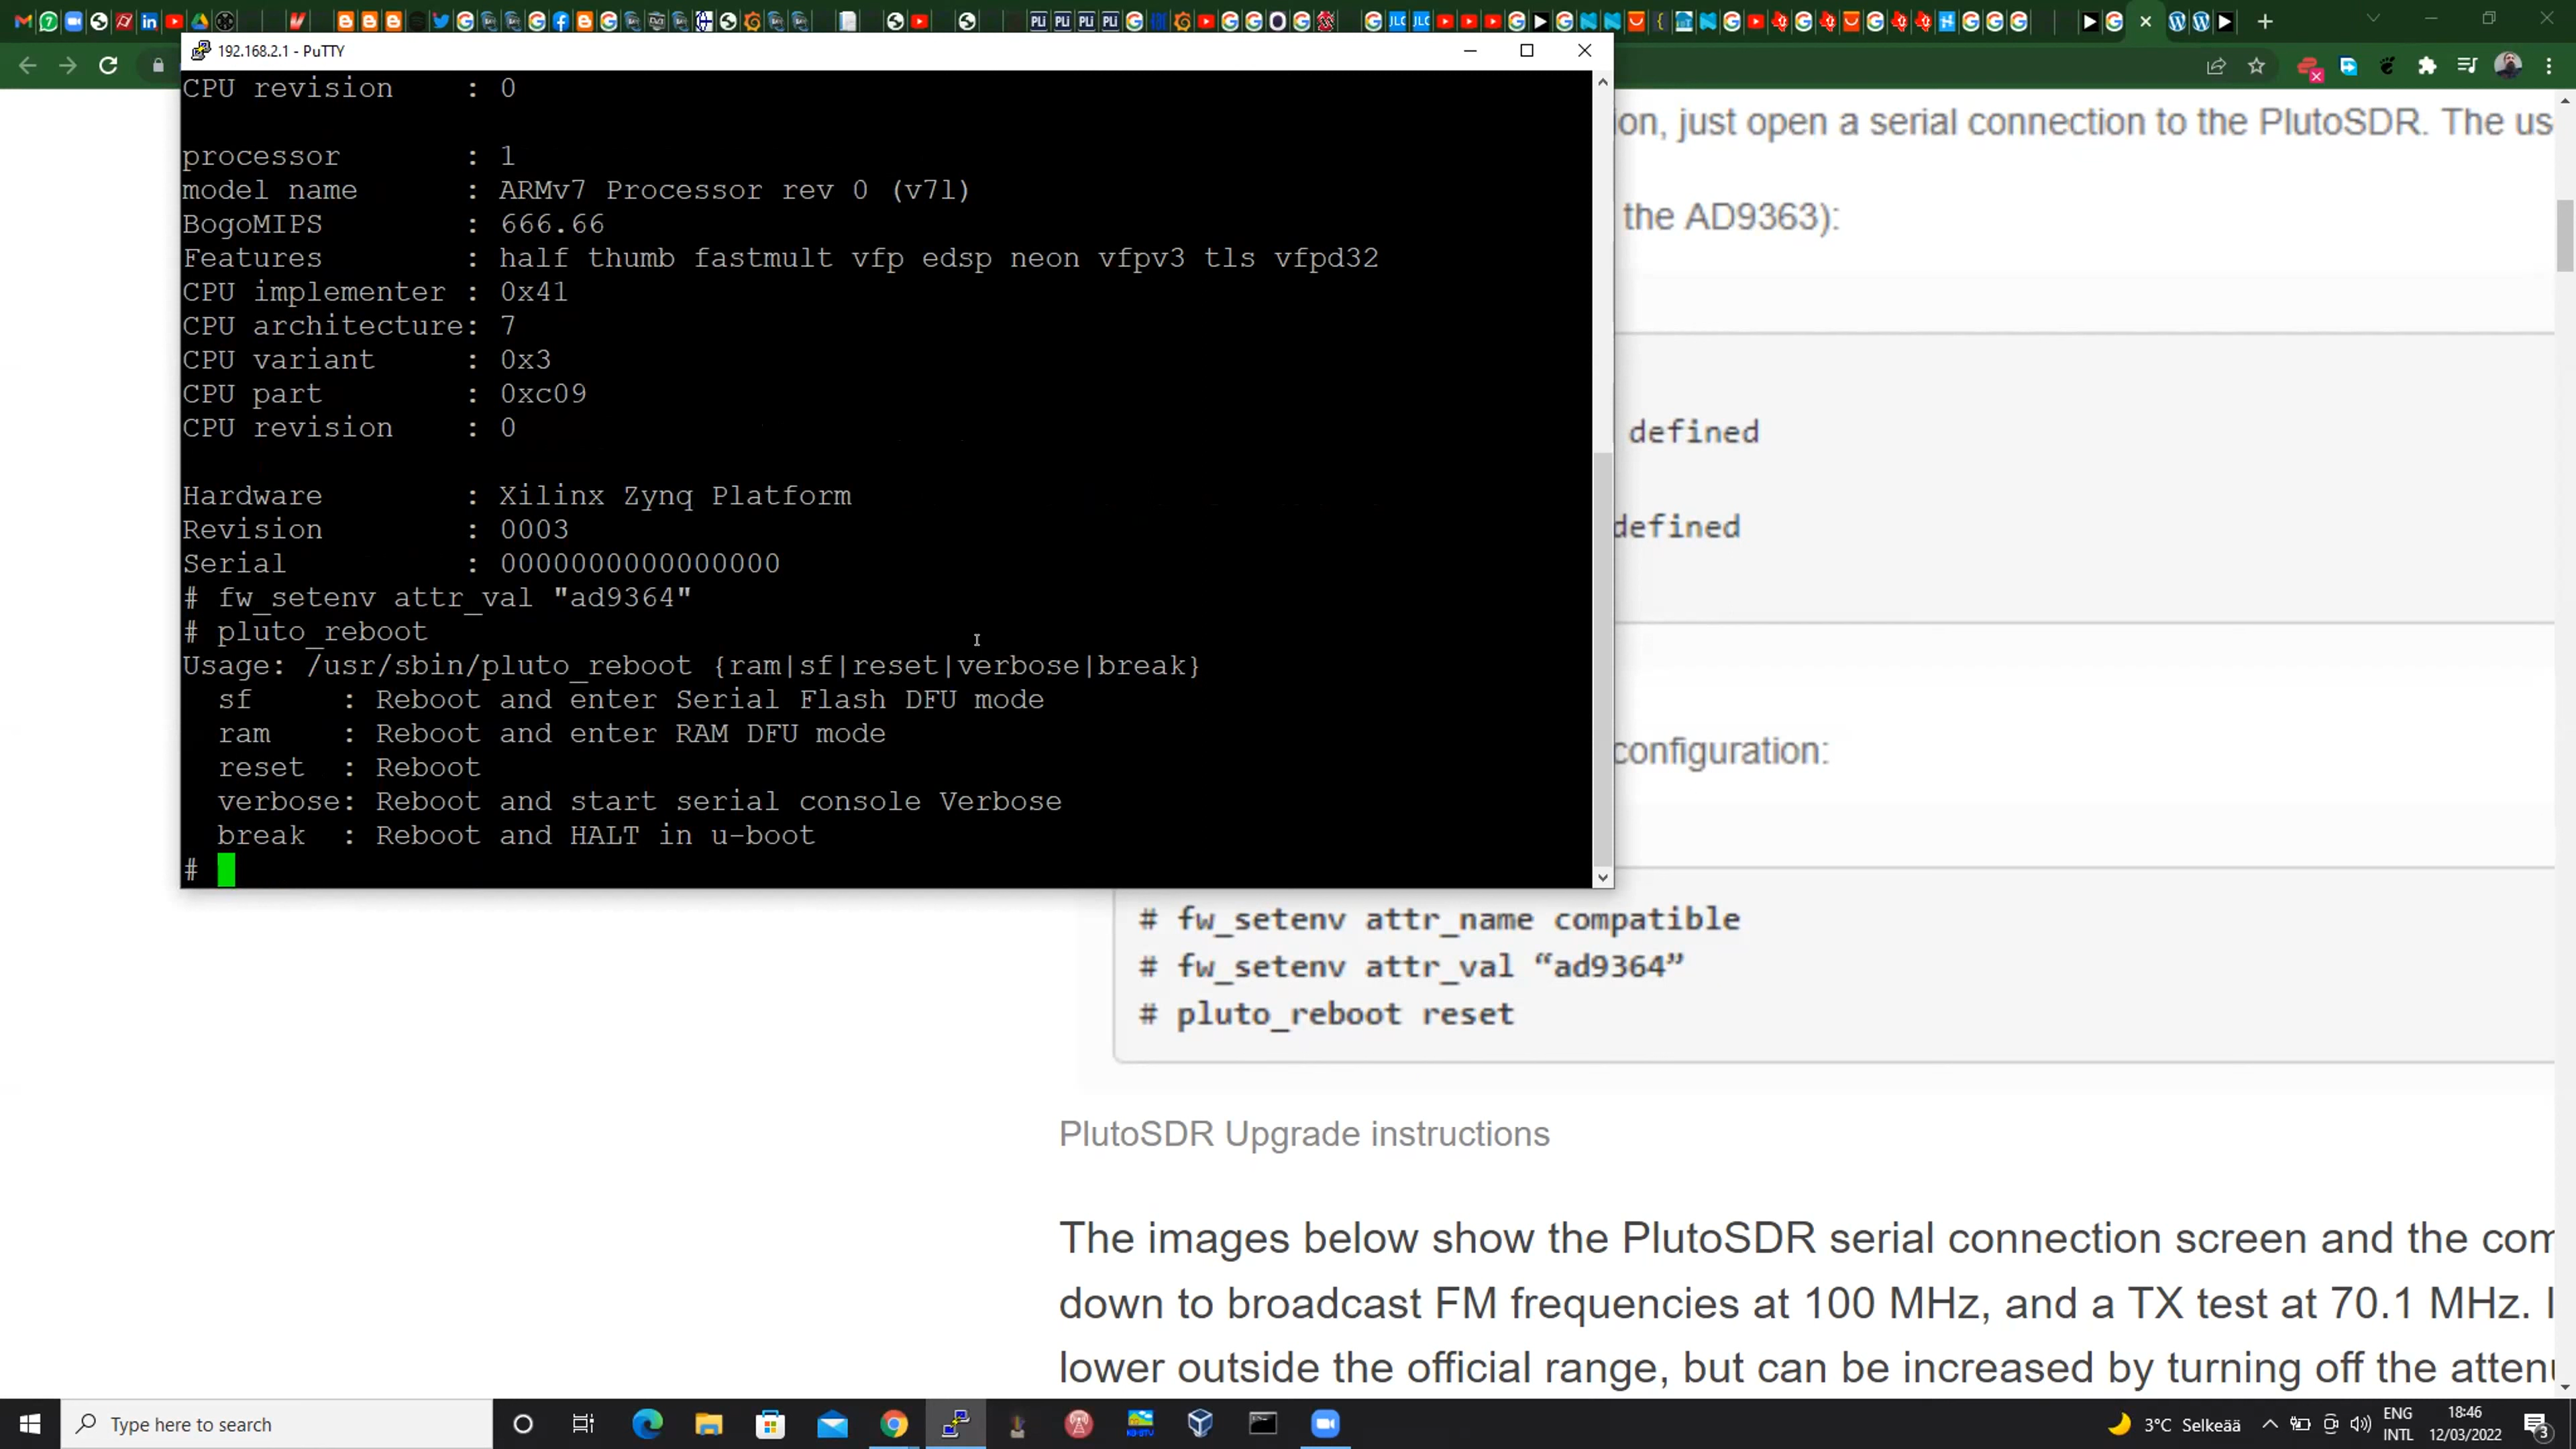 192.168.2.1 - PuTTY
CPU revision : 0
processor : 1
model name : ARMv7 Processor rev 0 (v7l)
BogoMIPS : 666.66
Features : half thumb fastmult vfp edsp neon vfpv3 tls vfpd32
CPU implementer : 0x41
CPU architecture: 7
CPU variant : 0x3
CPU part : 0xc09
CPU revision : 0
Hardware : Xilinx Zynq Platform
Revision : 0003
Serial : 0000000000000000
# fw_setenv attr_val "ad9364"
# pluto_reboot
Usage: /usr/sbin/pluto_reboot {ram|sf|reset|verbose|break}
sf : Reboot and enter Serial Flash DFU mode
ram : Reboot and enter RAM DFU mode
reset : Reboot
verbose: Reboot and start serial console Verbose
break : Reboot and HALT in u-boot
#
ion, just open a serial connection to the PlutoSDR. The us
the AD9363):
defined
defined
configuration:
# fw_setenv attr_name compatible
# fw_setenv attr_val “ad9364”
# pluto_reboot reset
PlutoSDR Upgrade instructions
The images below show the PlutoSDR serial connection screen and the com
down to broadcast FM frequencies at 100 MHz, and a TX test at 70.1 MHz.
lower outside the official range, but can be increased by turning off the attenu
Type here to search
3°C Selkeää
ENG
INTL
18:46
12/03/2022
3